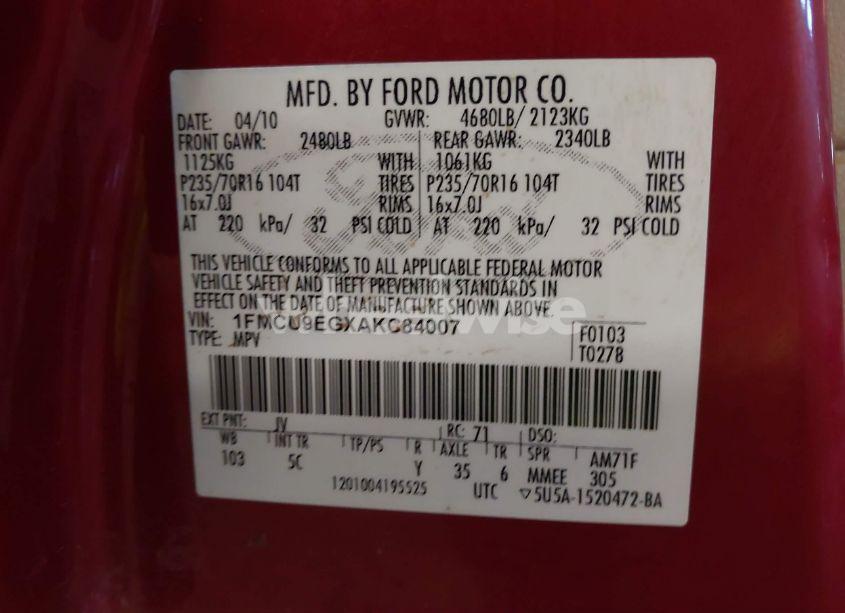 MFD. BY FORD MOTOR CO.
DATE: 04/10 GVWR: 4680LB/ 2123KG
FRONT GAWR: 2480LB REAR GAWR: 2340LB
1125KG WITH 1061KG WITH
P235/70R16 104T TIRES P235/70R16 104T TIRES
16x7.0J RIMS 16x7.0J RIMS
AT 220 kPa/ 32 PSI COLD AT 220 kPa/ 32 PSI COLD
THIS VEHICLE CONFORMS TO ALL APPLICABLE FEDERAL MOTOR
VEHICLE SAFETY AND THEFT PREVENTION STANDARDS IN
EFFECT ON THE DATE OF MANUFACTURE SHOWN ABOVE.
VIN: 1FMCU9EGXAKC84007 F0103
TYPE: MPV T0278
EXT PNT: JV RC: 71 DSO:
WB INT TR TP/PS R AXLE TR SPR AM71F
103 5C Y 35 6 MMEE 305
1201004195525 UTC ▽5U5A-1520472-BA